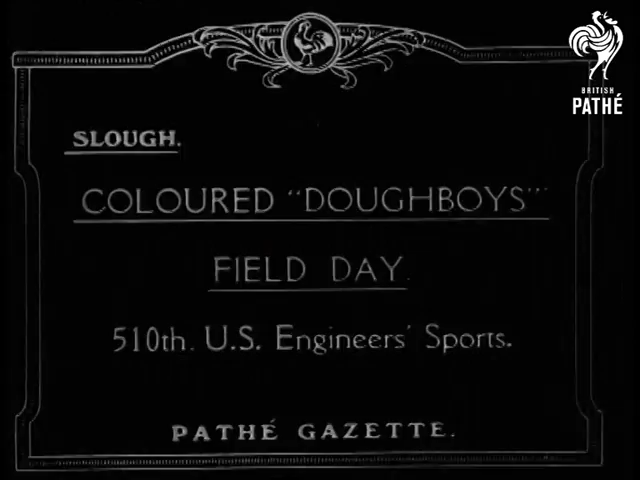 BRITISH
PATHÉ
SLOUGH.
COLOURED "DOUGHBOYS"
FIELD DAY.
510th. U.S. Engineers' Sports.
PATHÉ GAZETTE.